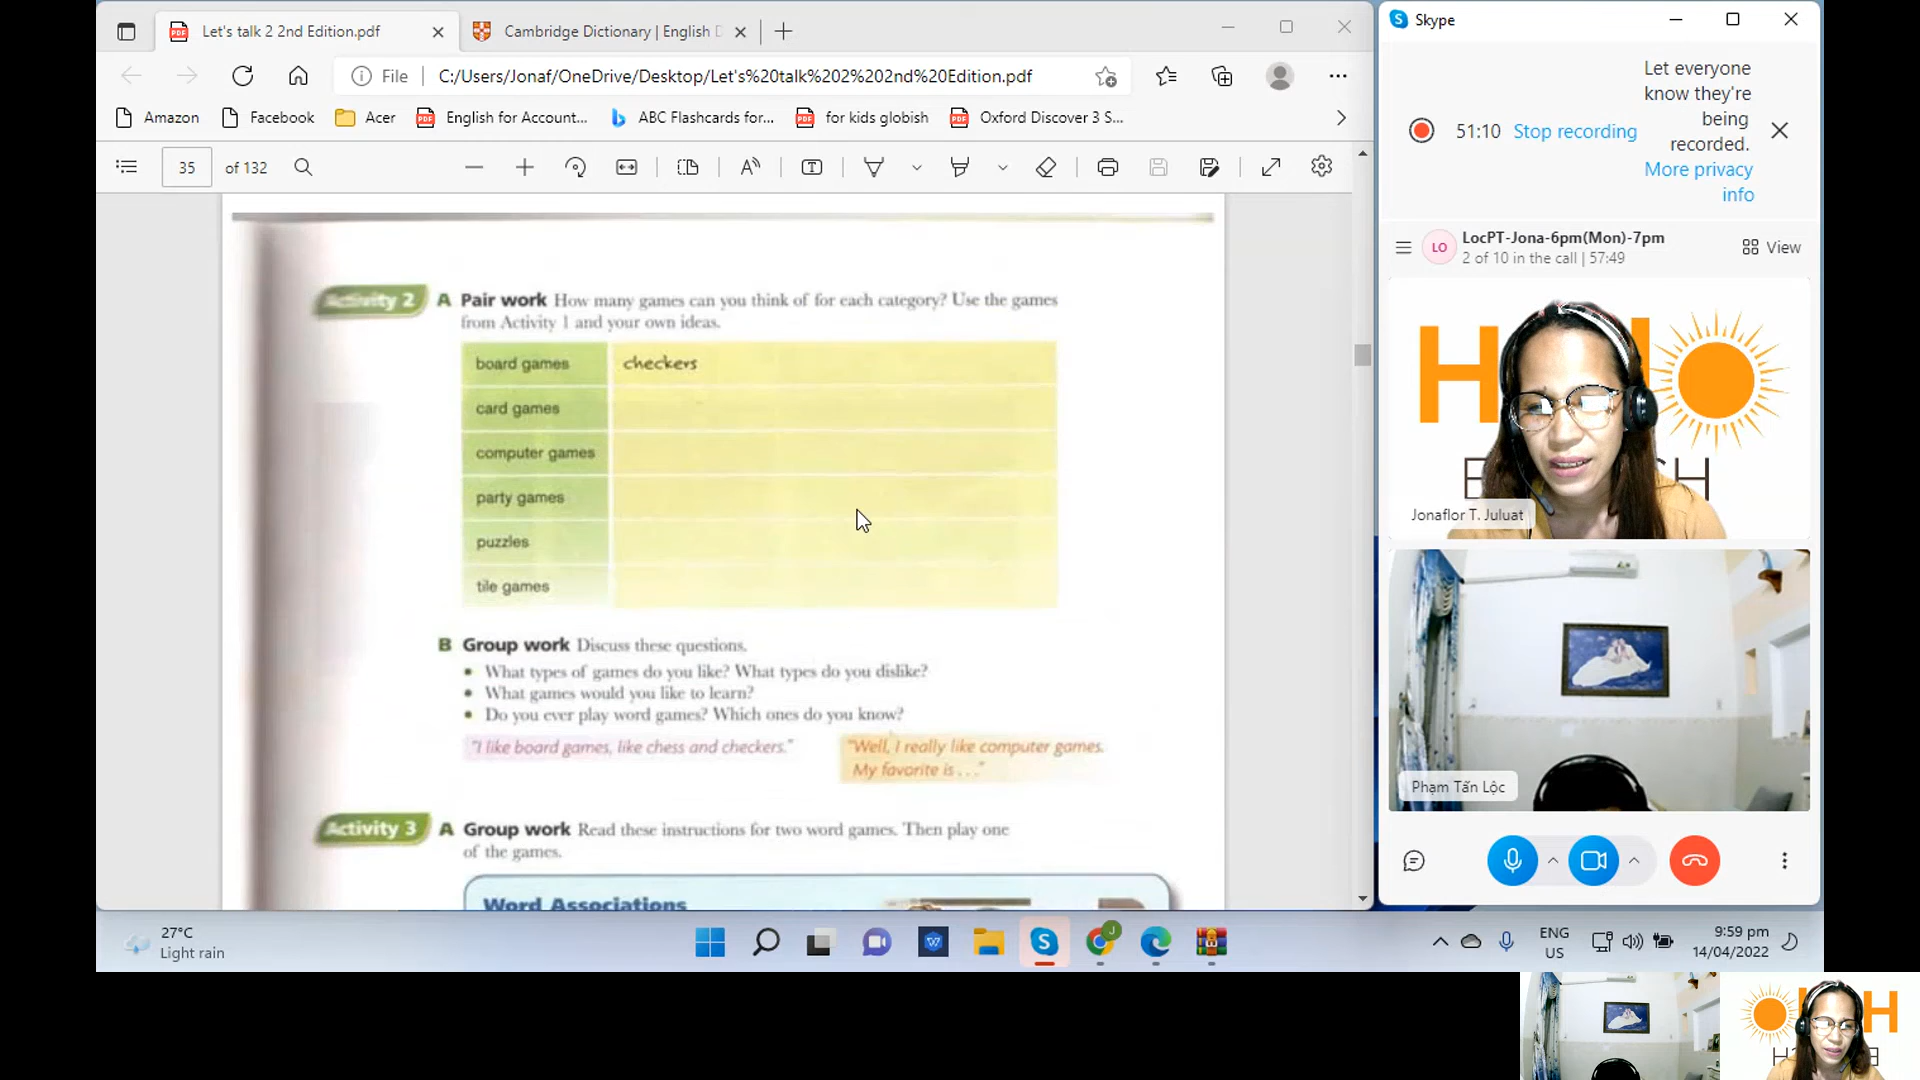 Let's talk 2 2nd Edition.pdf
Cambridge Dictionary | English D
File
C:/Users/Jonaf/OneDrive/Desktop/Let's%20talk%202%202nd%20Edition.pdf
Amazon
Facebook
Acer
English for Account...
ABC Flashcards for...
for kids globish
Oxford Discover 3 S...
35
of 132
Activity 2
A Pair work How many games can you think of for each category? Use the games
from Activity 1 and your own ideas.
board games
checkers
card games
computer games
party games
puzzles
tile games
B Group work Discuss these questions.
• What types of games do you like? What types do you dislike?
• What games would you like to learn?
• Do you ever play word games? Which ones do you know?
"I like board games, like chess and checkers."
"Well, I really like computer games.
My favorite is . . ."
Activity 3
A Group work Read these instructions for two word games. Then play one
of the games.
Word Associations
Skype
Let everyone
know they're
being
recorded.
More privacy
info
51:10
Stop recording
LO
LocPT-Jona-6pm(Mon)-7pm
2 of 10 in the call | 57:49
View
Jonaflor T. Juluat
Phạm Tấn Lộc
27°C
Light rain
ENG
US
9:59 pm
14/04/2022